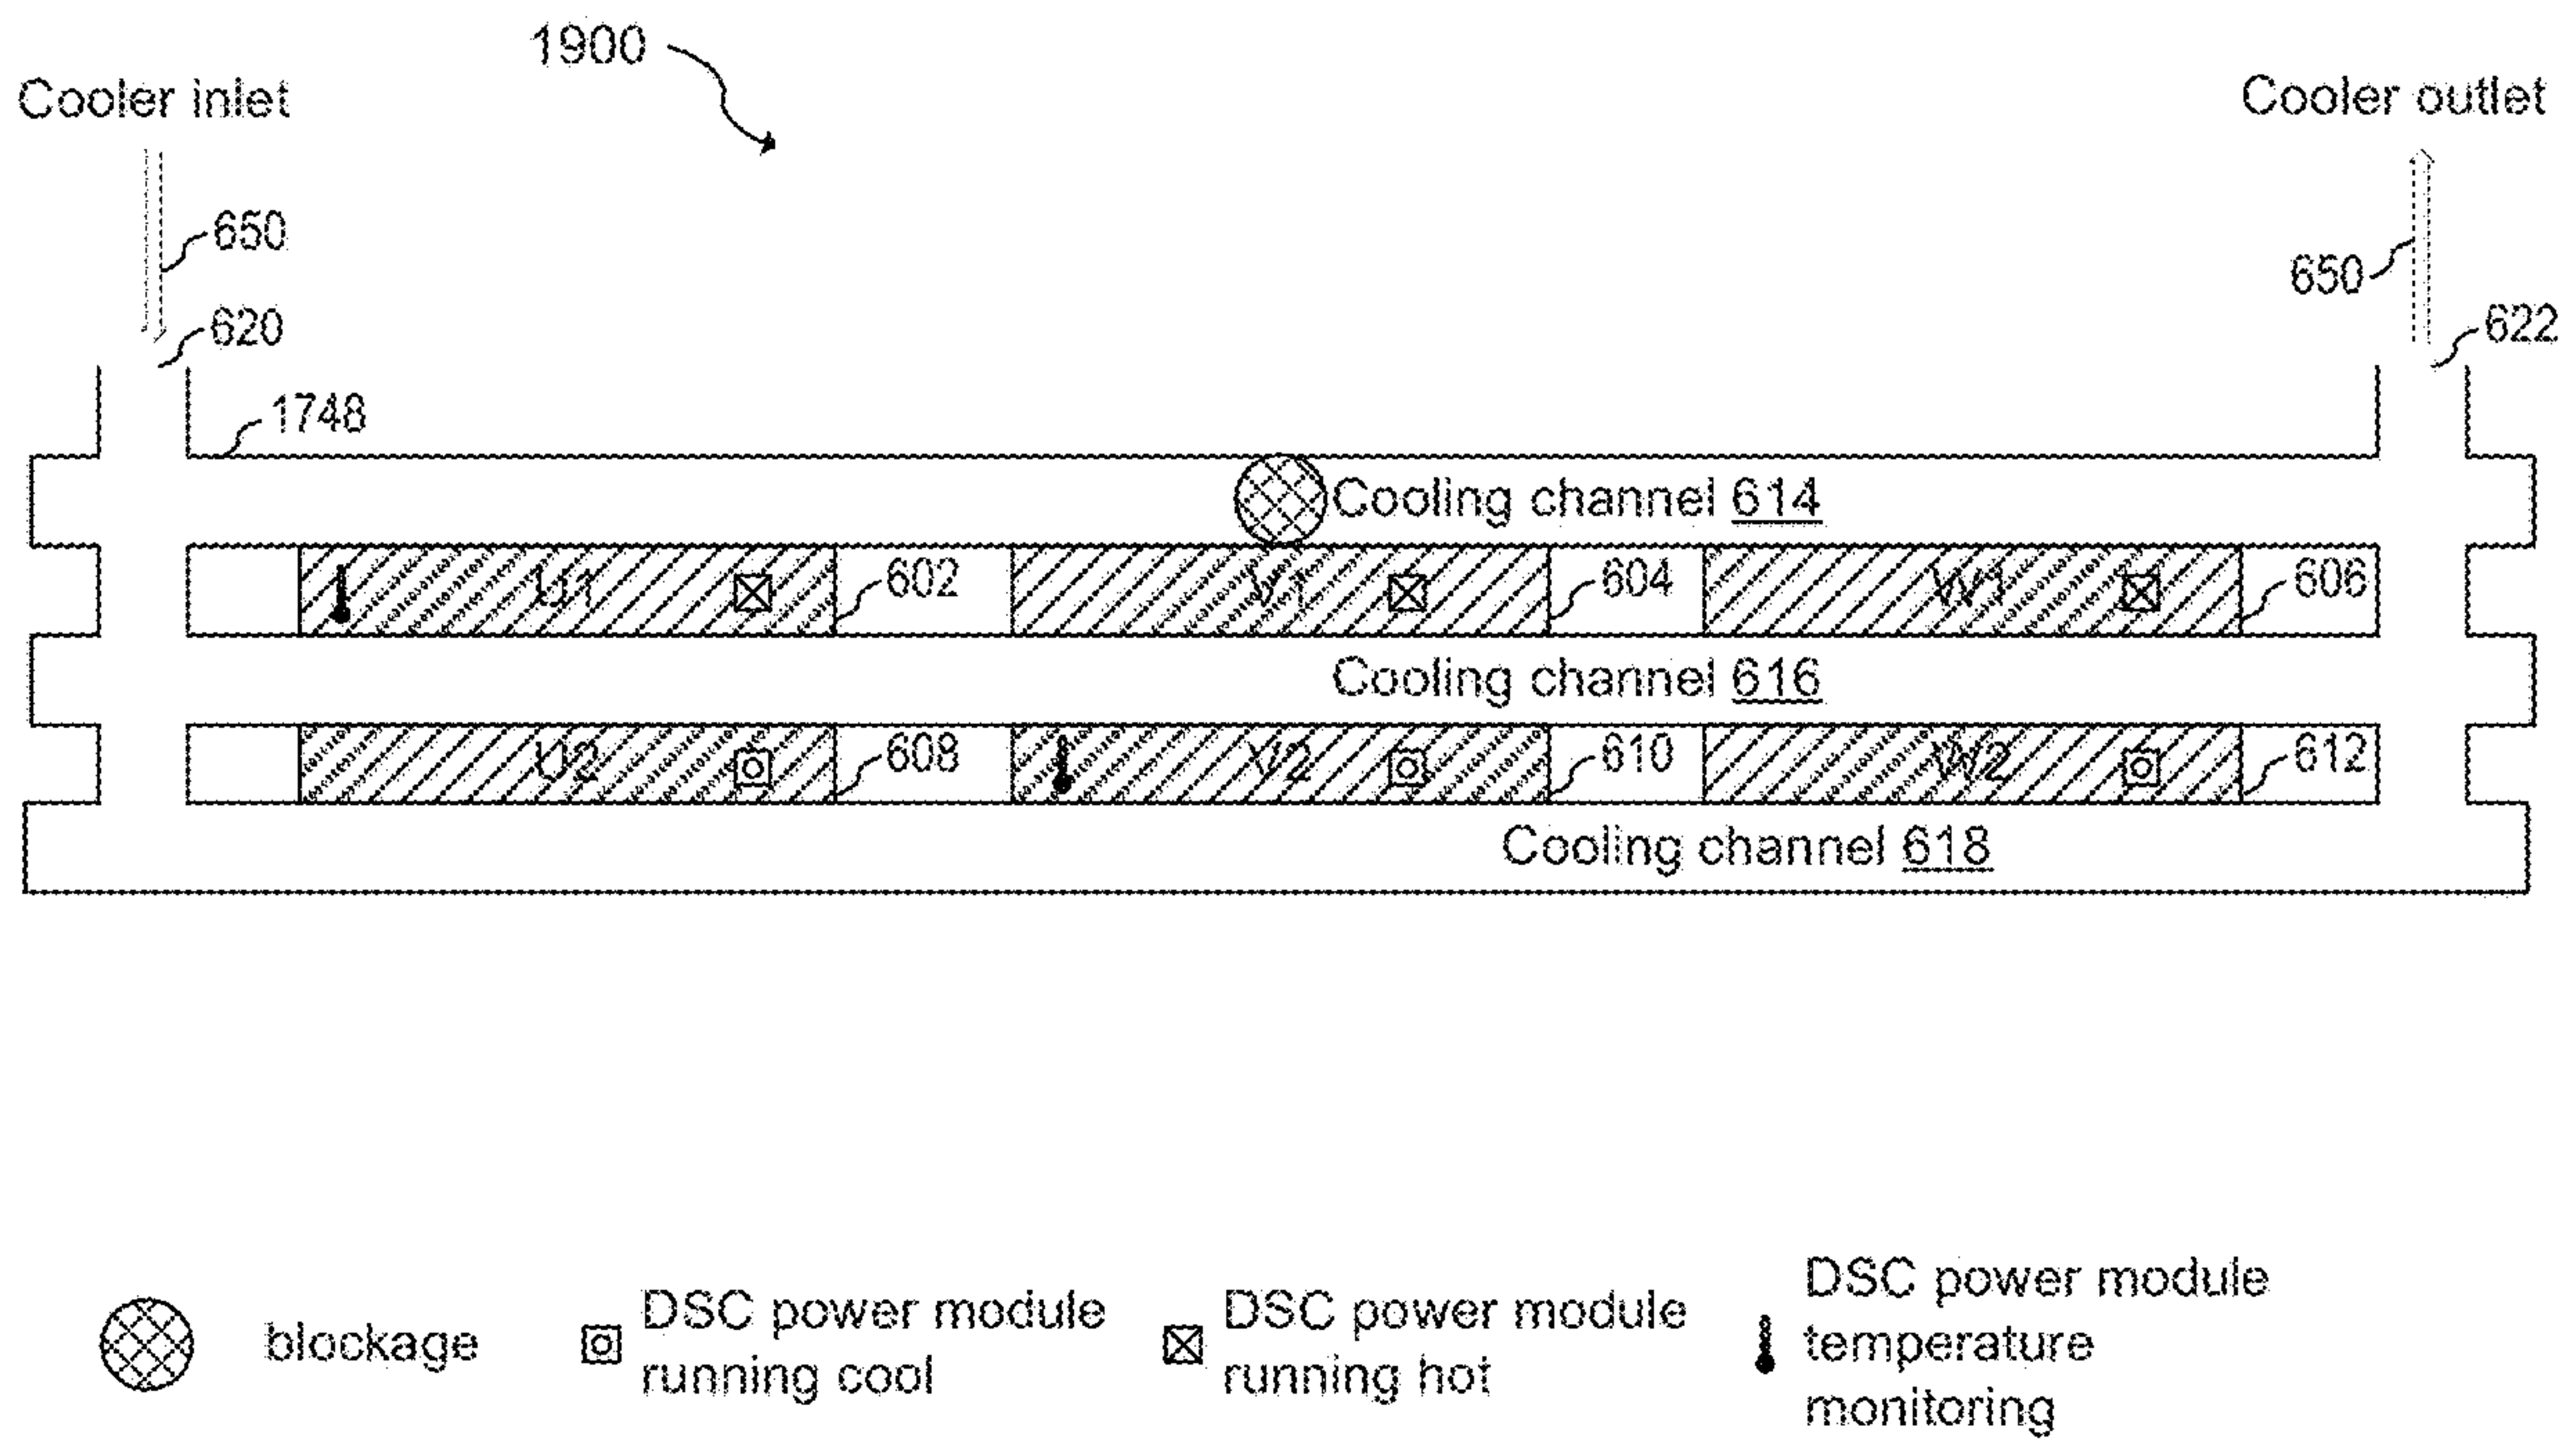 1900
Cooler inlet
Cooler outlet
650
650
620
622
1748
Cooling channel 614
U1
602
V1
604
W1
606
Cooling channel 616
U2
608
V2
610
W2
612
Cooling channel 618
blockage
DSC power module
running cool
DSC power module
running hot
DSC power module
temperature
monitoring